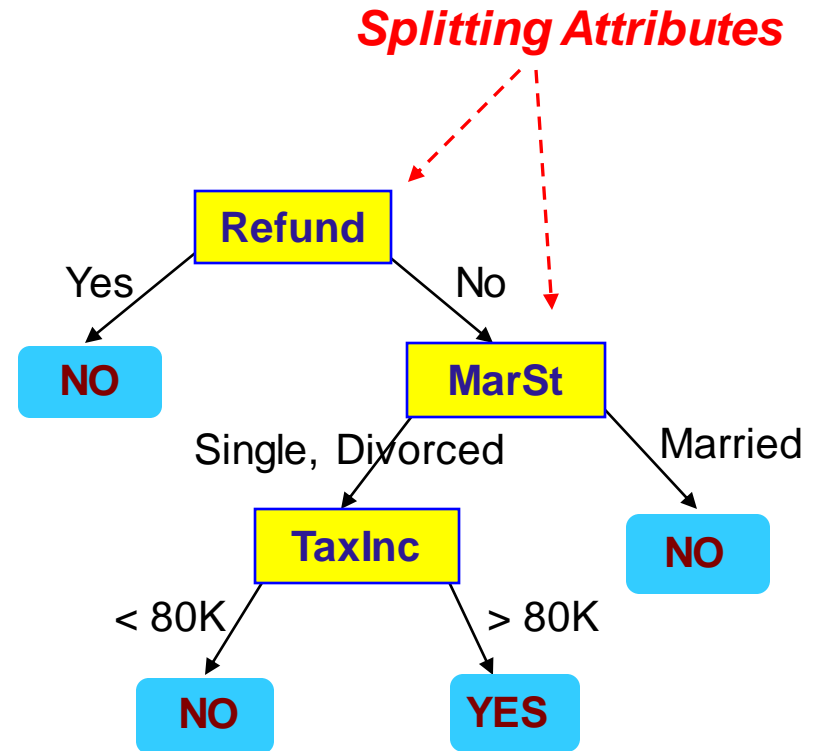 Splitting Attributes
Refund
Yes
No
NO
MarSt
Single, Divorced
Married
TaxInc
NO
< 80K
> 80K
NO
YES